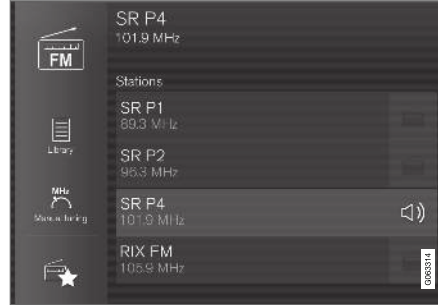 SR P4
101.9 MHz
FM
Stations
SR P1
89.3 MHz
Library
SR P2
96.3 MHz
MHz
Manual tuning
SR P4
101.9 MHz
RIX FM
105.9 MHz
G063314